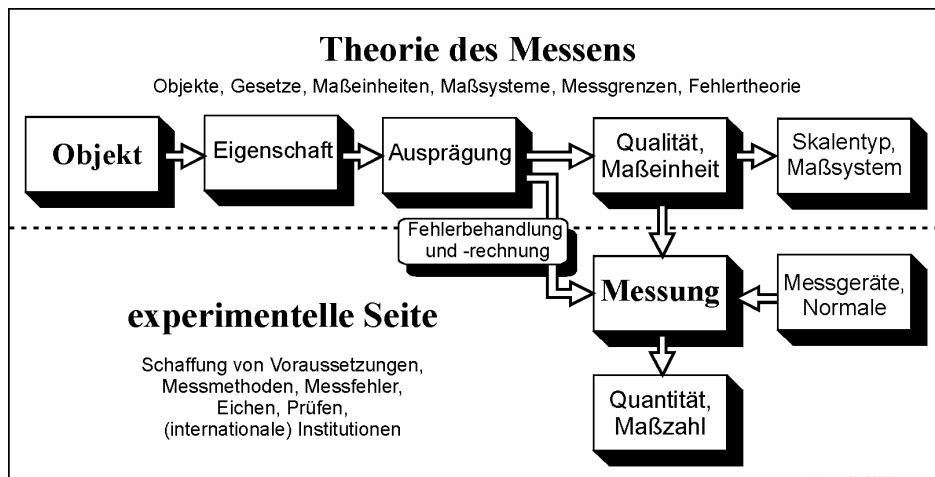 Theorie des Messens
Objekte, Gesetze, Maßeinheiten, Maßsysteme, Messgrenzen, Fehlertheorie
Objekt
Eigenschaft
Ausprägung
Qualität,
Maßeinheit
Skalentyp,
Maßsystem
Fehlerbehandlung
und -rechnung
Messung
Messgeräte,
Normale
experimentelle Seite
Schaffung von Voraussetzungen,
Messmethoden, Messfehler,
Eichen, Prüfen,
(internationale) Institutionen
Quantität,
Maßzahl